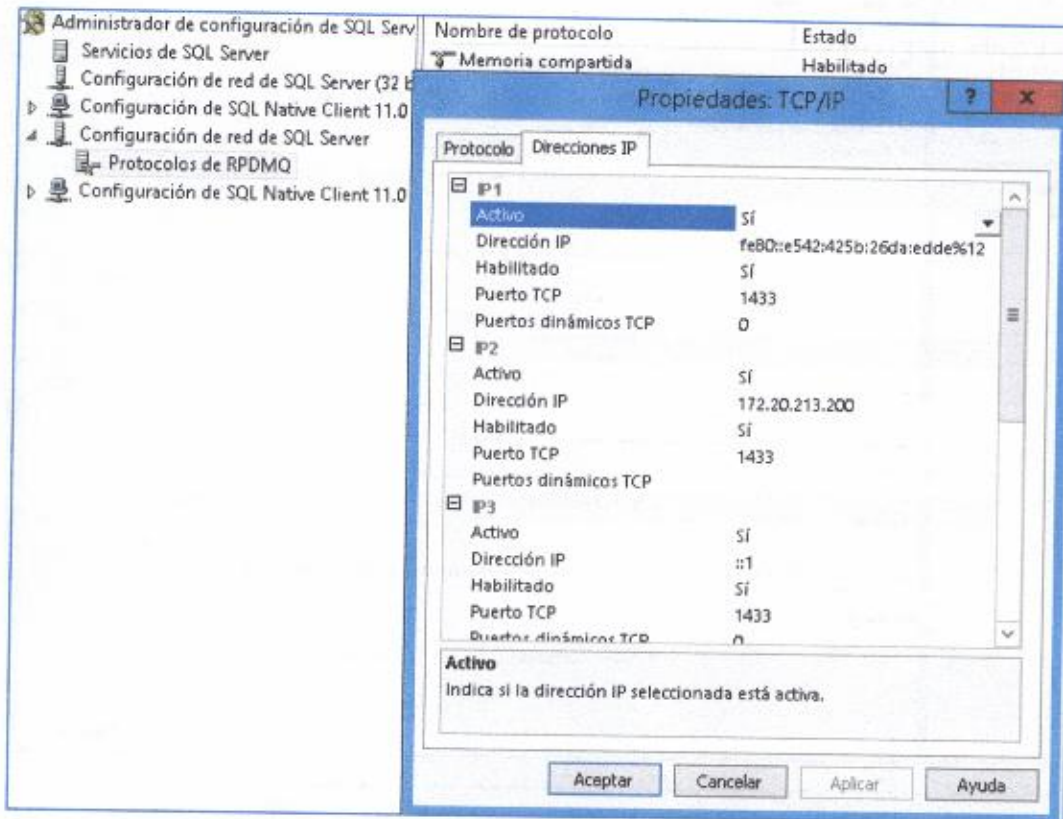 Administrador de configuración de SQL Serv
Servicios de SQL Server
Configuración de red de SQL Server (32 b
Configuración de SQL Native Client 11.0
Configuración de red de SQL Server
Protocolos de RPDMQ
Configuración de SQL Native Client 11.0
Nombre de protocolo Estado
Memoria compartida Habilitado
Propiedades: TCP/IP ? x
Protocolo Direcciones IP
IP1
Activo Sí
Dirección IP fe80::e542:425b:26da:edde%12
Habilitado Sí
Puerto TCP 1433
Puertos dinámicos TCP 0
IP2
Activo Sí
Dirección IP 172.20.213.200
Habilitado Sí
Puerto TCP 1433
Puertos dinámicos TCP
IP3
Activo Sí
Dirección IP ::1
Habilitado Sí
Puerto TCP 1433
Puertos dinámicos TCP 0
Activo
Indica si la dirección IP seleccionada está activa.
Aceptar Cancelar Aplicar Ayuda